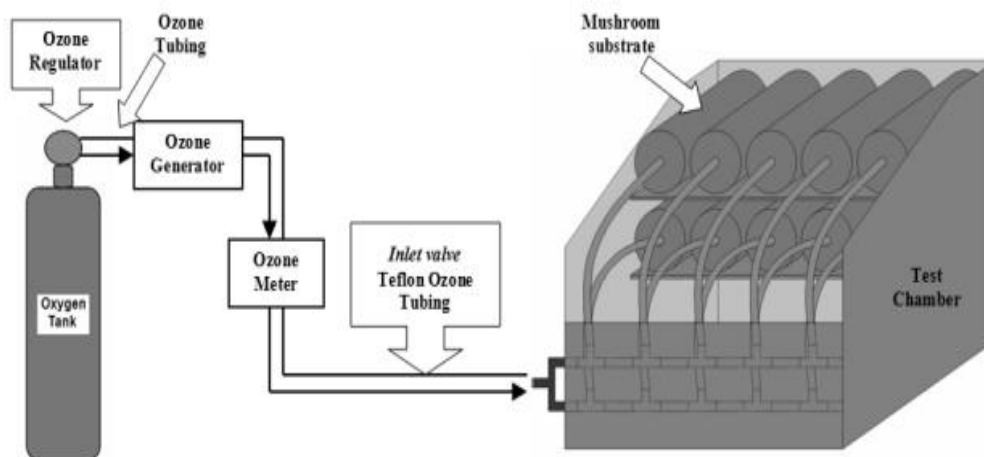 Ozone
Regulator
Ozone
Tubing
Mushroom
substrate
Ozone
Generator
Ozone
Meter
Inlet valve
Teflon Ozone
Tubing
Oxygen
Tank
Test
Chamber